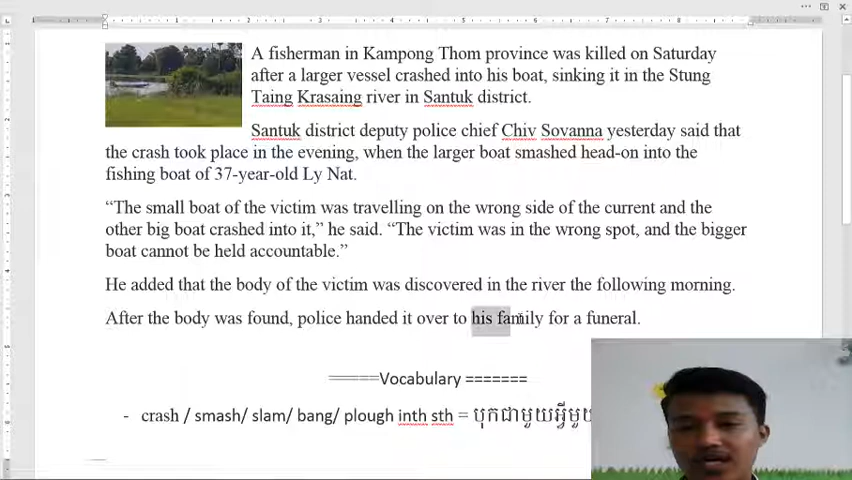 A fisherman in Kampong Thom province was killed on Saturday
after a larger vessel crashed into his boat, sinking it in the Stung
Taing Krasaing river in Santuk district.
Santuk district deputy police chief Chiv Sovanna yesterday said that
the crash took place in the evening, when the larger boat smashed head-on into the
fishing boat of 37-year-old Ly Nat.
“The small boat of the victim was travelling on the wrong side of the current and the
other big boat crashed into it,” he said. “The victim was in the wrong spot, and the bigger
boat cannot be held accountable.”
He added that the body of the victim was discovered in the river the following morning.
After the body was found, police handed it over to his family for a funeral.
=======Vocabulary =======
- crash / smash/ slam/ bang/ plough inth sth = បុកជាមួយអ្វីមួយ